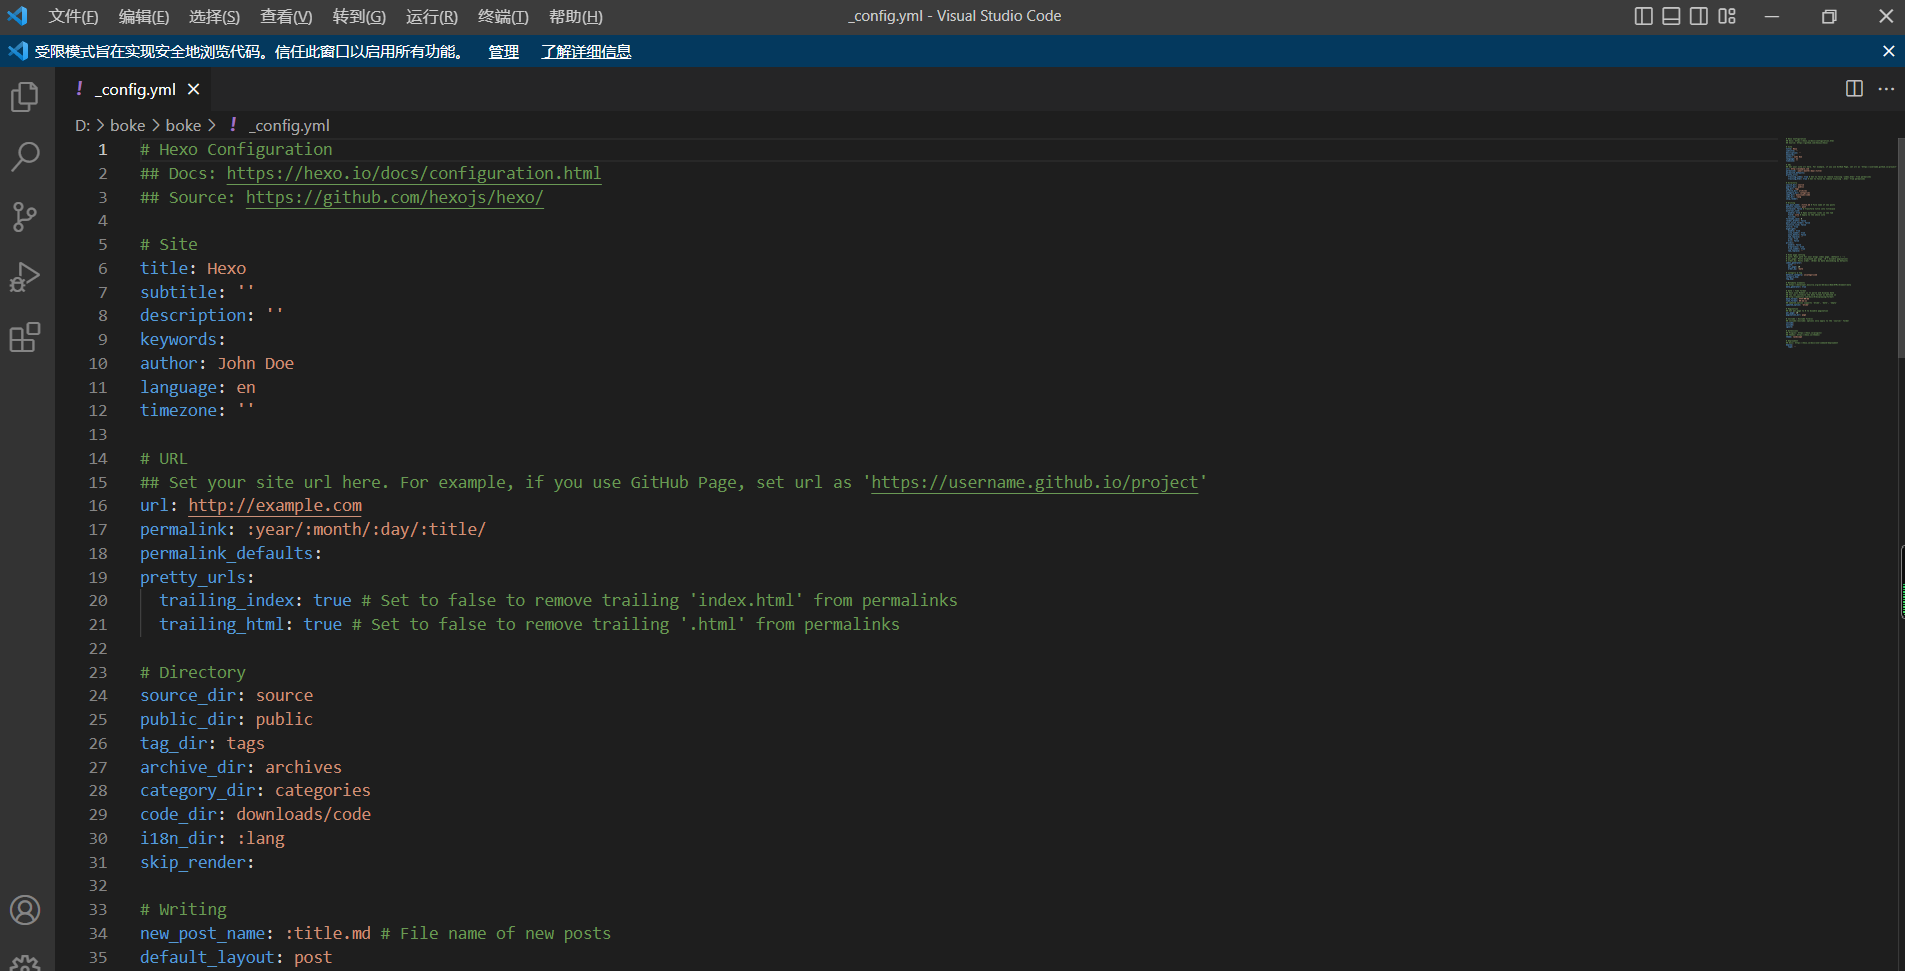 文件(F) 编辑(E) 选择(S) 查看(V) 转到(G) 运行(R) 终端(T) 帮助(H) _config.yml - Visual Studio Code
受限模式旨在实现安全地浏览代码。信任此窗口以启用所有功能。 管理 了解详细信息
! _config.yml
D: > boke > boke > ! _config.yml
1 # Hexo Configuration
2 ## Docs: https://hexo.io/docs/configuration.html
3 ## Source: https://github.com/hexojs/hexo/
4
5 # Site
6 title: Hexo
7 subtitle: ''
8 description: ''
9 keywords:
10 author: John Doe
11 language: en
12 timezone: ''
13
14 # URL
15 ## Set your site url here. For example, if you use GitHub Page, set url as 'https://username.github.io/project'
16 url: http://example.com
17 permalink: :year/:month/:day/:title/
18 permalink_defaults:
19 pretty_urls:
20 trailing_index: true # Set to false to remove trailing 'index.html' from permalinks
21 trailing_html: true # Set to false to remove trailing '.html' from permalinks
22
23 # Directory
24 source_dir: source
25 public_dir: public
26 tag_dir: tags
27 archive_dir: archives
28 category_dir: categories
29 code_dir: downloads/code
30 i18n_dir: :lang
31 skip_render:
32
33 # Writing
34 new_post_name: :title.md # File name of new posts
35 default_layout: post